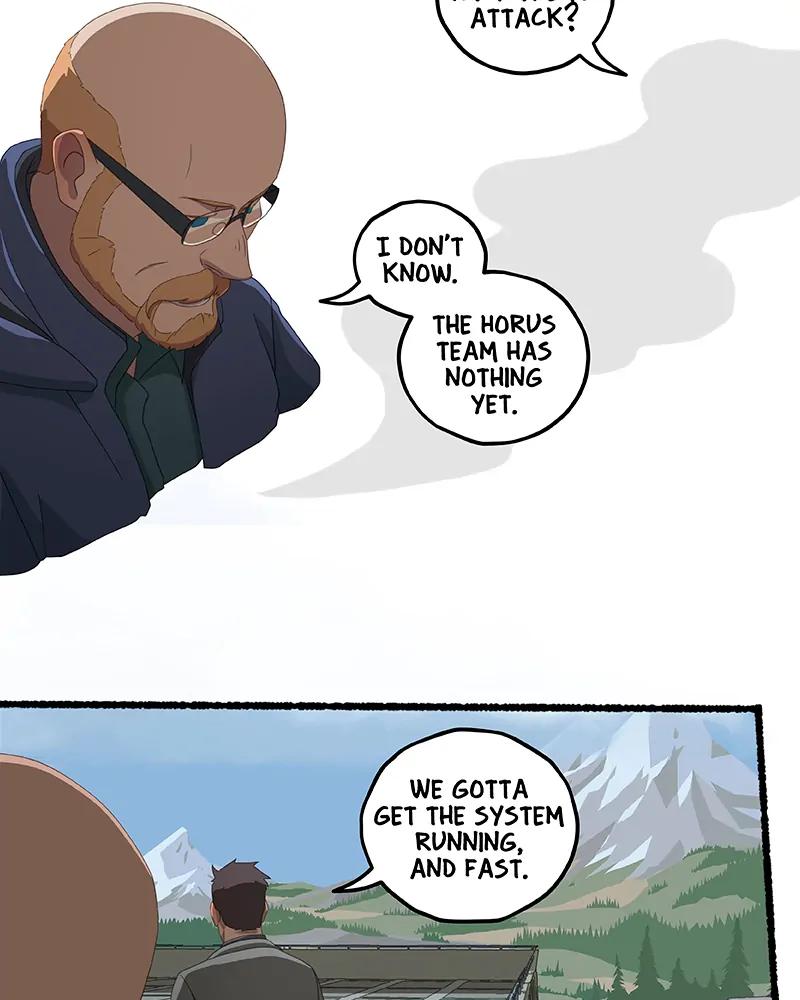 ATTACK?
I DON'T
KNOW.
THE HORUS
TEAM HAS
NOTHING
YET.
WE GOTTA
GET THE SYSTEM
RUNNING,
AND FAST.